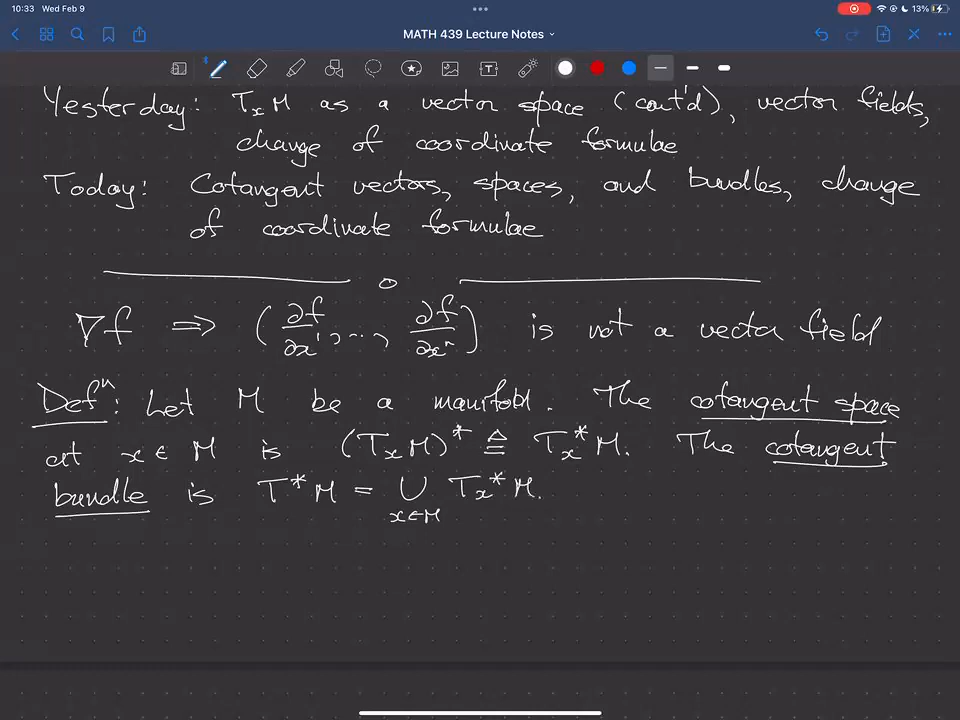 10:33 Wed Feb 9
13%
MATH 439 Lecture Notes
Yesterday: TₓM as a vector space (cont'd), vector fields,
change of coordinate formulae
Today: Cotangent vectors, spaces, and bundles, change
of coordinate formulae
∇f ⇒ (∂f/∂x¹, ..., ∂f/∂xⁿ) is not a vector field
Defⁿ: Let M be a manifold. The cotangent space
at x ∈ M is (TₓM)* ≜ Tₓ*M. The cotangent
bundle is T*M = ∪ Tₓ*M.
x∈M